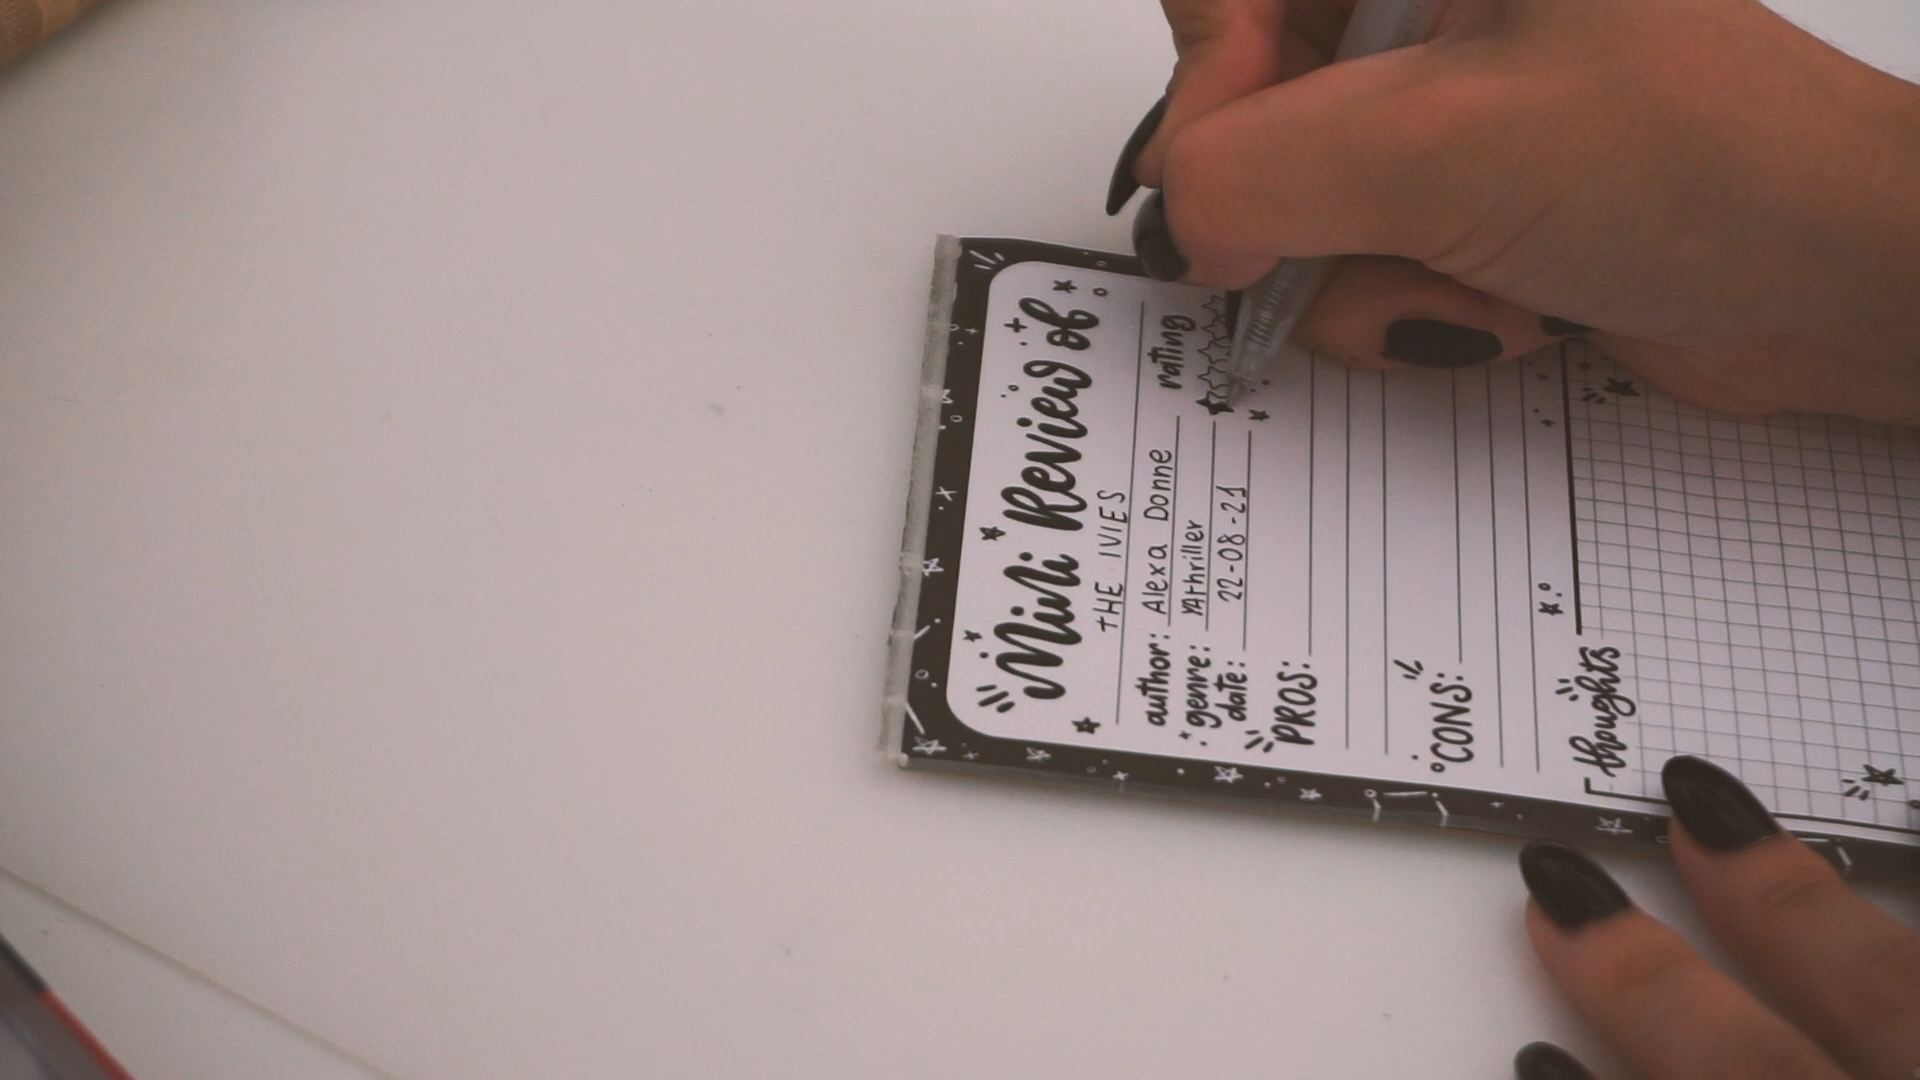 Mini Review of
THE IVIES
author: Alexa Donne
rating
genre: YA thriller
date: 22-08-21
PROS:
CONS:
thoughts